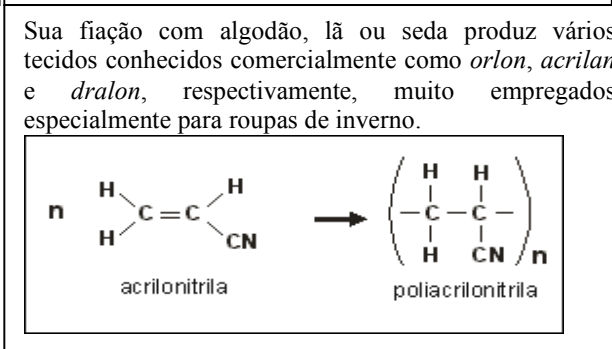 Sua fiação com algodão, lã ou seda produz vários
tecidos conhecidos comercialmente como orlon, acrilan
e dralon, respectivamente, muito empregados
especialmente para roupas de inverno.
H H H H
n C = C → ( — C — C — ) n
H CN H CN
acrilonitrila poliacrilonitrila